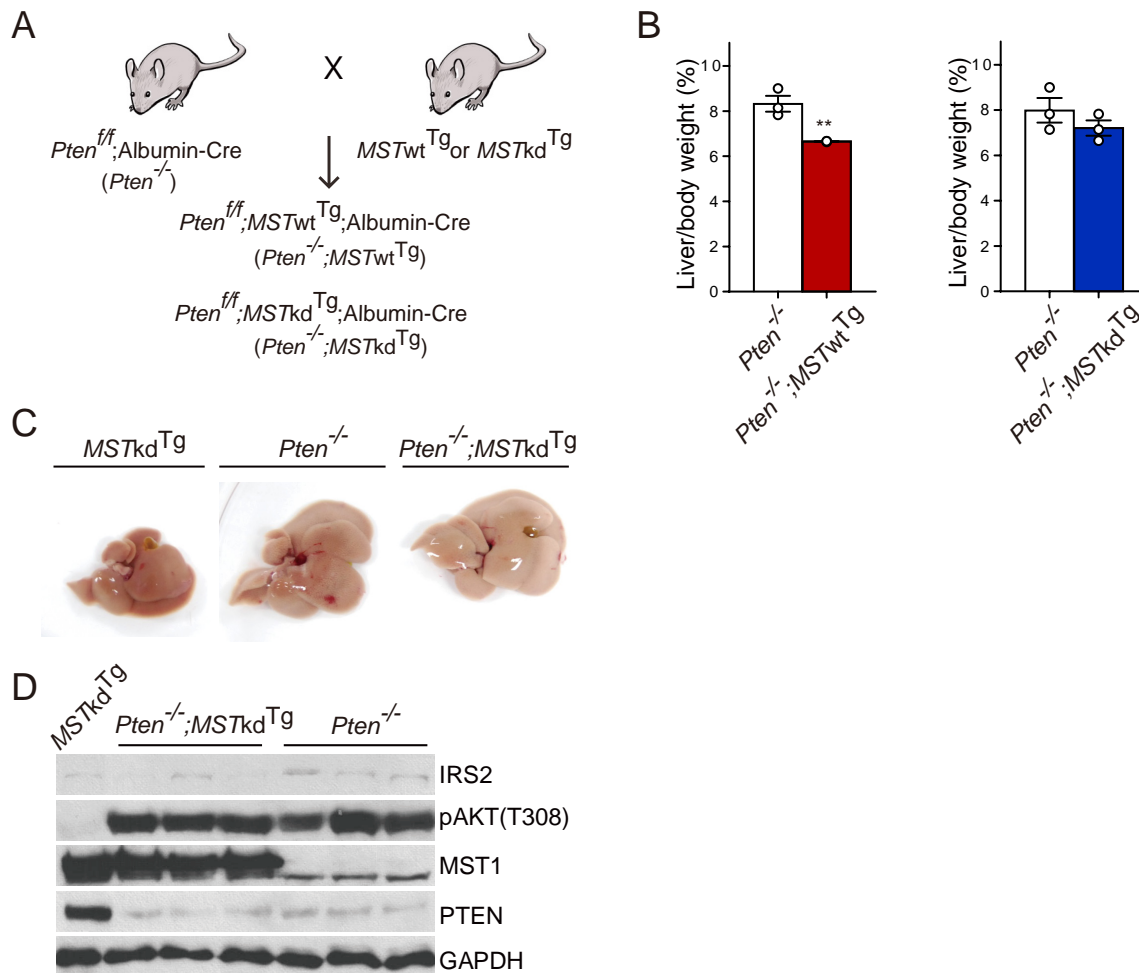 A
X
Pten^f/f;Albumin-Cre
(Pten^-/-)
MSTwt^Tg or MSTkd^Tg
Pten^f/f;MSTwt^Tg;Albumin-Cre
(Pten^-/-;MSTwt^Tg)
Pten^f/f;MSTkd^Tg;Albumin-Cre
(Pten^-/-;MSTkd^Tg)
B
Liver/body weight (%)
10
8
6
4
2
0
**
Pten^-/-
Pten^-/-;MSTwt^Tg
Liver/body weight (%)
10
8
6
4
2
0
Pten^-/-
Pten^-/-;MSTkd^Tg
C
MSTkd^Tg
Pten^-/-
Pten^-/-;MSTkd^Tg
D
MSTkd^Tg
Pten^-/-;MSTkd^Tg
Pten^-/-
IRS2
pAKT(T308)
MST1
PTEN
GAPDH